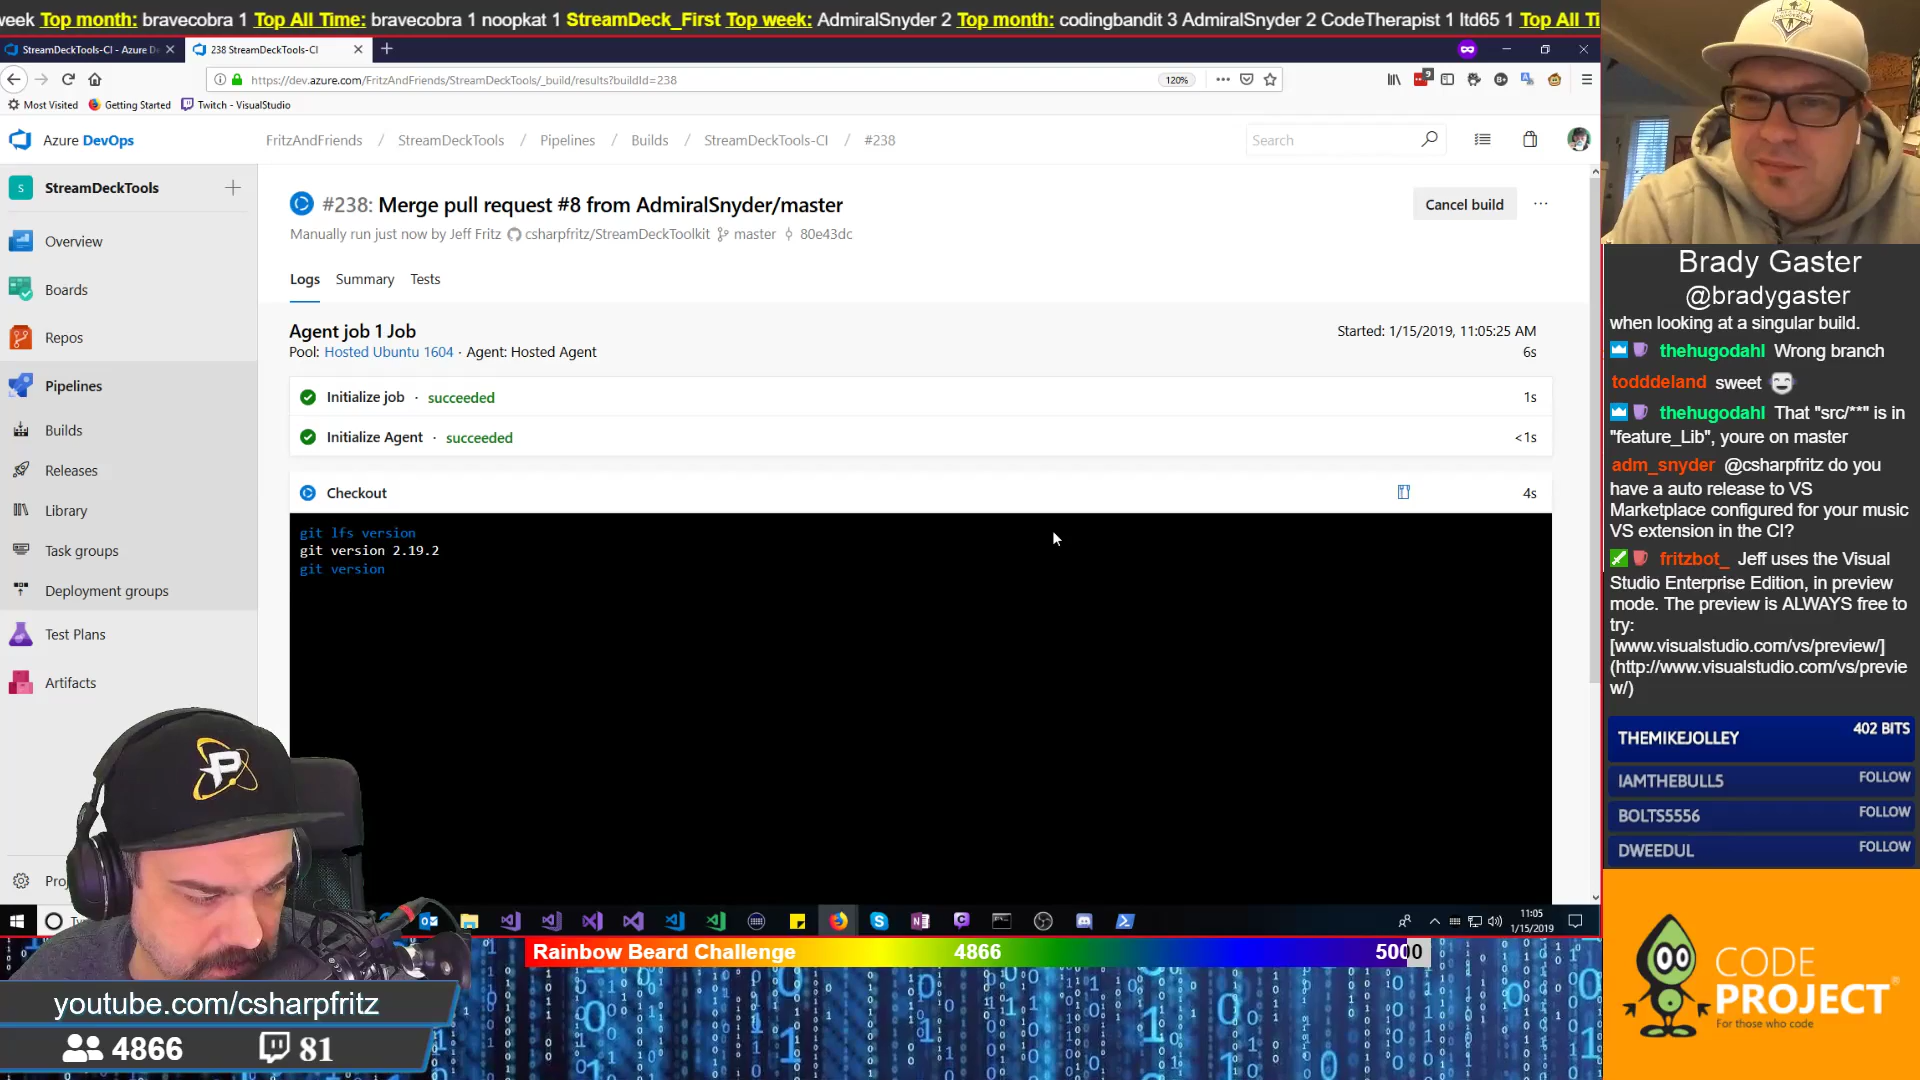 week Top month: bravecobra 1 Top All Time: bravecobra 1 noopkat 1 StreamDeck_First Top week: AdmiralSnyder 2 Top month: codingbandit 3 AdmiralSnyder 2 CodeTherapist 1 ltd65 1 Top All Ti
StreamDeckTools-CI - Azure D
238 StreamDeckTools-CI
https://dev.azure.com/FritzAndFriends/StreamDeckTools/_build/results?buildId=238
120%
9
Most Visited
Getting Started
Twitch - VisualStudio
Azure DevOps
FritzAndFriends / StreamDeckTools / Pipelines / Builds / StreamDeckTools-CI / #238
Search
S
StreamDeckTools
Overview
Boards
Repos
Pipelines
Builds
Releases
Library
Task groups
Deployment groups
Test Plans
Artifacts
Proj
#238: Merge pull request #8 from AdmiralSnyder/master
Cancel build
Manually run just now by Jeff Fritz csharpfritz/StreamDeckToolkit master 80e43dc
Logs
Summary
Tests
Agent job 1 Job
Started: 1/15/2019, 11:05:25 AM
Pool: Hosted Ubuntu 1604 · Agent: Hosted Agent
6s
Initialize job · succeeded
1s
Initialize Agent · succeeded
<1s
Checkout
4s
git lfs version
git version 2.19.2
git version
P
11:05
1/15/2019
Brady Gaster
@bradygaster
when looking at a singular build.
thehugodahl Wrong branch
todddeland sweet
thehugodahl That "src/**" is in
"feature_Lib", youre on master
adm_snyder @csharpfritz do you
have a auto release to VS
Marketplace configured for your music
VS extension in the CI?
fritzbot_ Jeff uses the Visual
Studio Enterprise Edition, in preview
mode. The preview is ALWAYS free to
try:
[www.visualstudio.com/vs/preview/]
(http://www.visualstudio.com/vs/previe
w/)
THEMIKEJOLLEY
402 BITS
IAMTHEBULL5
FOLLOW
BOLTS5556
FOLLOW
DWEEDUL
FOLLOW
CODE
PROJECT®
For those who code
Rainbow Beard Challenge
4866
5000
youtube.com/csharpfritz
4866
81